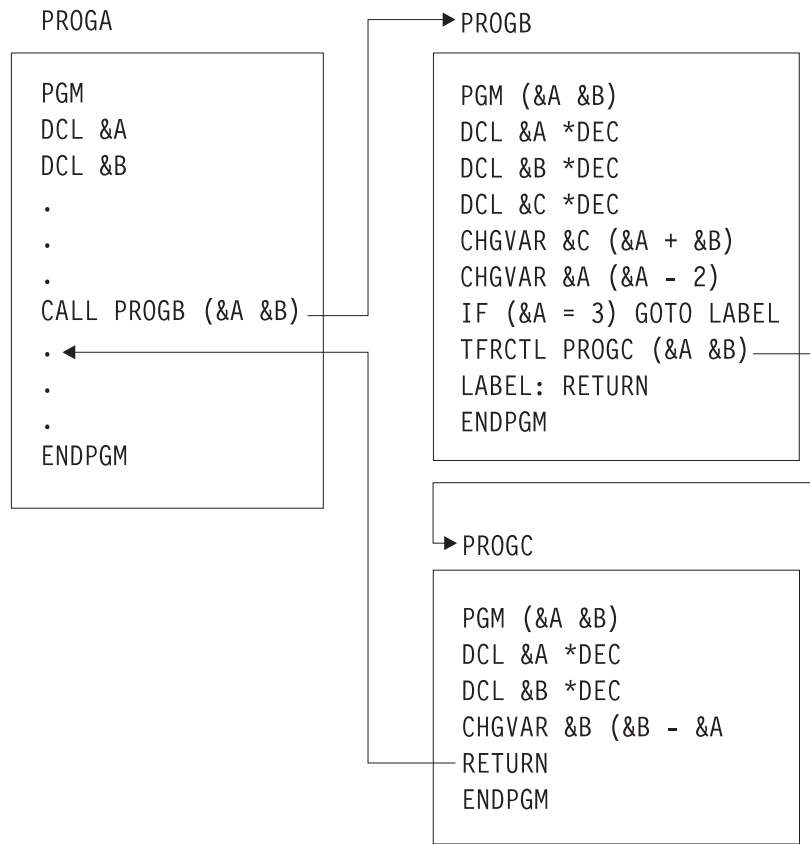 PROGA
PGM
DCL &A
DCL &B
.
.
.
CALL PROGB (&A &B)
.
.
.
ENDPGM
PROGB
PGM (&A &B)
DCL &A *DEC
DCL &B *DEC
DCL &C *DEC
CHGVAR &C (&A + &B)
CHGVAR &A (&A - 2)
IF (&A = 3) GOTO LABEL
TFRCTL PROGC (&A &B)
LABEL: RETURN
ENDPGM
PROGC
PGM (&A &B)
DCL &A *DEC
DCL &B *DEC
CHGVAR &B (&B - &A
RETURN
ENDPGM